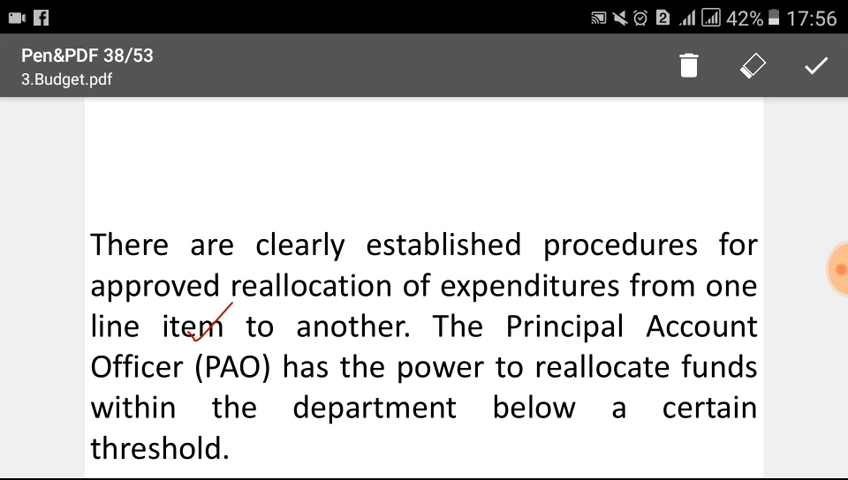 42% 17:56
Pen&PDF 38/53
3.Budget.pdf
There are clearly established procedures for
approved reallocation of expenditures from one
line item to another. The Principal Account
Officer (PAO) has the power to reallocate funds
within the department below a certain
threshold.